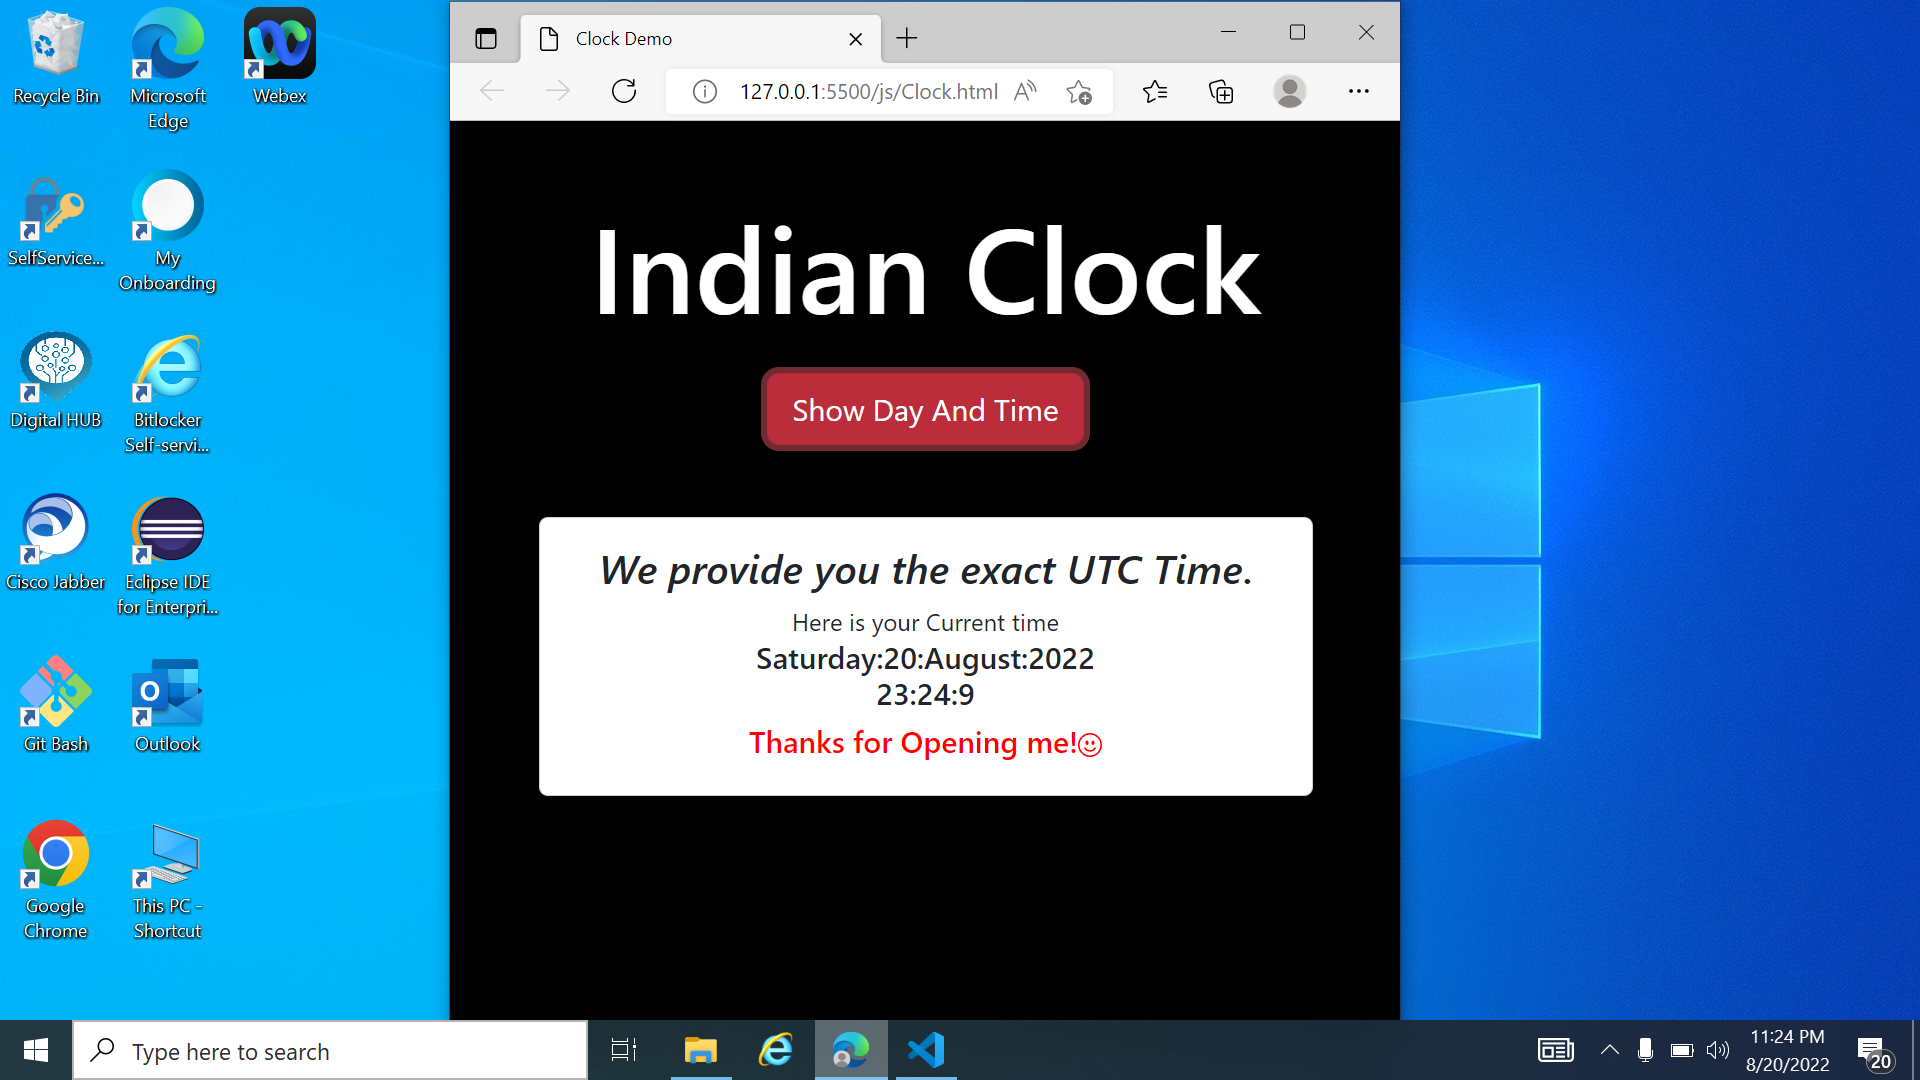 Recycle Bin
Microsoft
Edge
Webex
SelfService...
My
Onboarding
Digital HUB
Bitlocker
Self-servi...
Cisco Jabber
Eclipse IDE
for Enterpri...
Git Bash
Outlook
Google
Chrome
This PC -
Shortcut
Clock Demo
127.0.0.1:5500/js/Clock.html
Indian Clock
Show Day And Time
We provide you the exact UTC Time.
Here is your Current time
Saturday:20:August:2022
23:24:9
Thanks for Opening me!
Type here to search
11:24 PM
8/20/2022
20